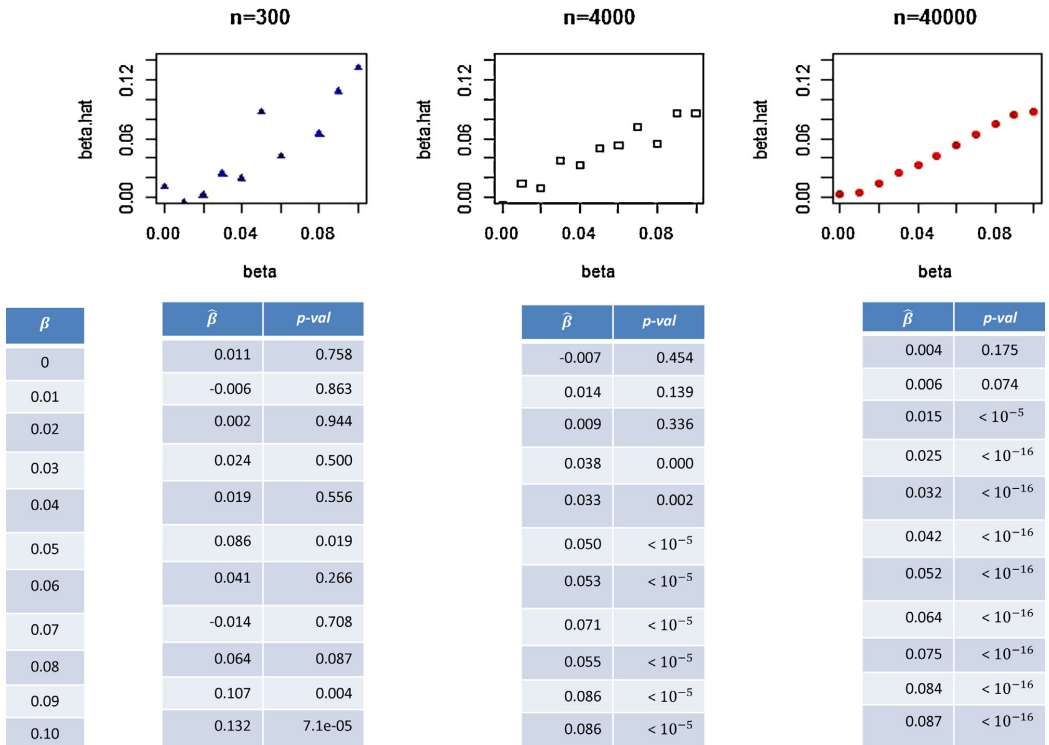 n=300 n=4000 n=40000
beta.hat 0.00 0.06 0.12
0.00 0.04 0.08
beta
beta.hat 0.00 0.06 0.12
0.00 0.04 0.08
beta
beta.hat 0.00 0.06 0.12
0.00 0.04 0.08
beta
β β̂ p-val β̂ p-val β̂ p-val
0 0.011 0.758 -0.007 0.454 0.004 0.175
0.01 -0.006 0.863 0.014 0.139 0.006 0.074
0.02 0.002 0.944 0.009 0.336 0.015 < 10⁻⁵
0.03 0.024 0.500 0.038 0.000 0.025 < 10⁻¹⁶
0.04 0.019 0.556 0.033 0.002 0.032 < 10⁻¹⁶
0.05 0.086 0.019 0.050 < 10⁻⁵ 0.042 < 10⁻¹⁶
0.06 0.041 0.266 0.053 < 10⁻⁵ 0.052 < 10⁻¹⁶
0.07 -0.014 0.708 0.071 < 10⁻⁵ 0.064 < 10⁻¹⁶
0.08 0.064 0.087 0.055 < 10⁻⁵ 0.075 < 10⁻¹⁶
0.09 0.107 0.004 0.086 < 10⁻⁵ 0.084 < 10⁻¹⁶
0.10 0.132 7.1e-05 0.086 < 10⁻⁵ 0.087 < 10⁻¹⁶